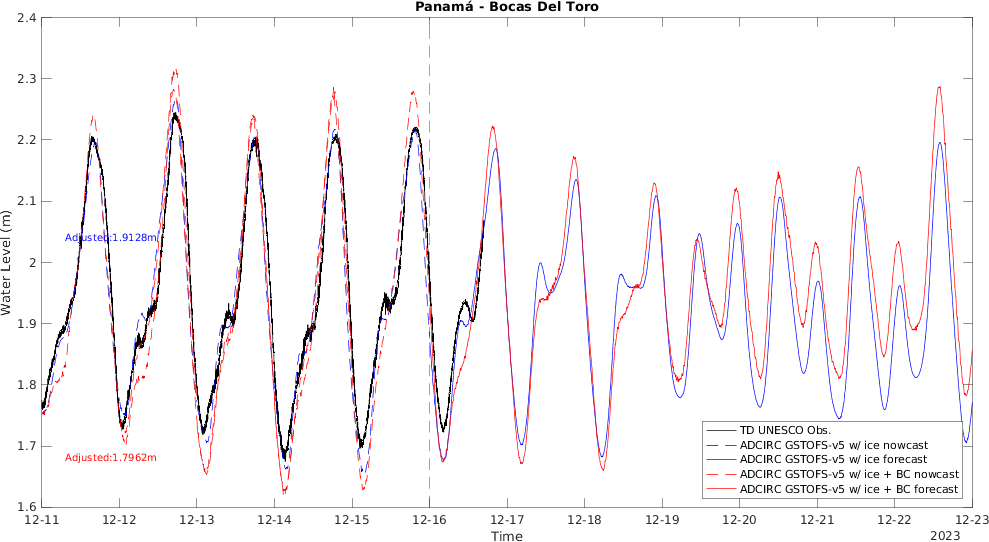 Panamá - Bocas Del Toro
Water Level (m)
2.4
2.3
2.2
2.1
2
1.9
1.8
1.7
1.6
Adjusted:1.9128m
Adjusted:1.7962m
TD UNESCO Obs.
ADCIRC GSTOFS-v5 w/ ice nowcast
ADCIRC GSTOFS-v5 w/ ice forecast
ADCIRC GSTOFS-v5 w/ ice + BC nowcast
ADCIRC GSTOFS-v5 w/ ice + BC forecast
12-11 12-12 12-13 12-14 12-15 12-16 12-17 12-18 12-19 12-20 12-21 12-22 12-23
Time
2023